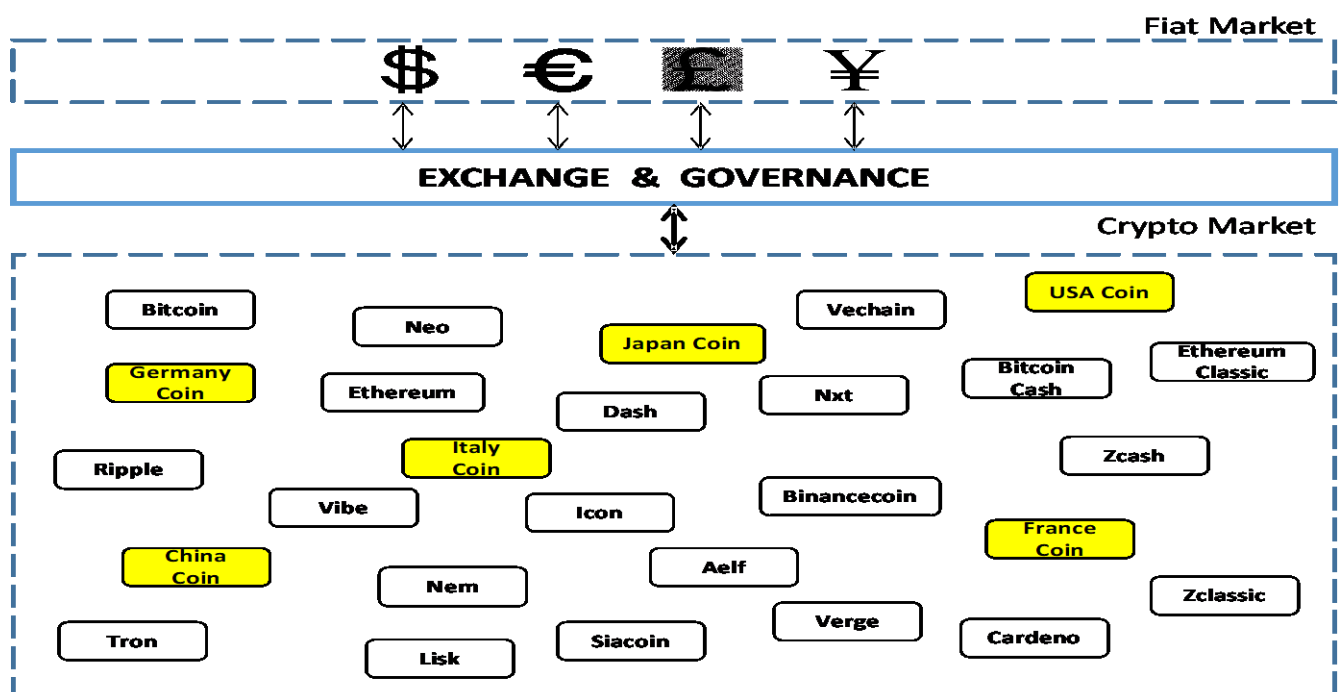 Fiat Market
$ € £ ¥
EXCHANGE & GOVERNANCE
Crypto Market
USA Coin
Bitcoin
Vechain
Neo
Japan Coin
Ethereum
Classic
Germany
Coin
Bitcoin
Cash
Ethereum
Nxt
Dash
Italy
Coin
Zcash
Ripple
Binancecoin
Vibe
Icon
France
Coin
China
Coin
Aelf
Nem
Zclassic
Verge
Tron
Siacoin
Cardeno
Lisk